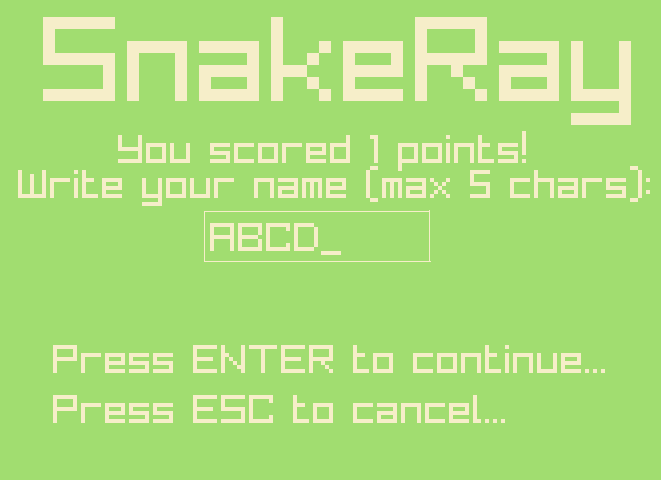 SnakeRay
You scored 1 points!
Write your name (max 5 chars):
ABCD_
Press ENTER to continue...
Press ESC to cancel...